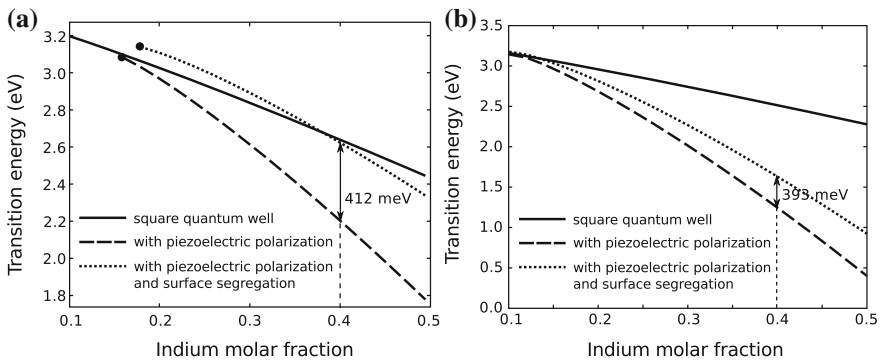 (a)
Transition energy (eV)
3.2
3.0
2.8
2.6
2.4
2.2
2.0
1.8
412 meV
square quantum well
with piezoelectric polarization
with piezoelectric polarization
and surface segregation
0.1
0.2
0.3
0.4
0.5
Indium molar fraction
(b)
Transition energy (eV)
3.5
3.0
2.5
2.0
1.5
1.0
0.5
0.0
393 meV
square quantum well
with piezoelectric polarization
with piezoelectric polarization
and surface segregation
0.1
0.2
0.3
0.4
0.5
Indium molar fraction